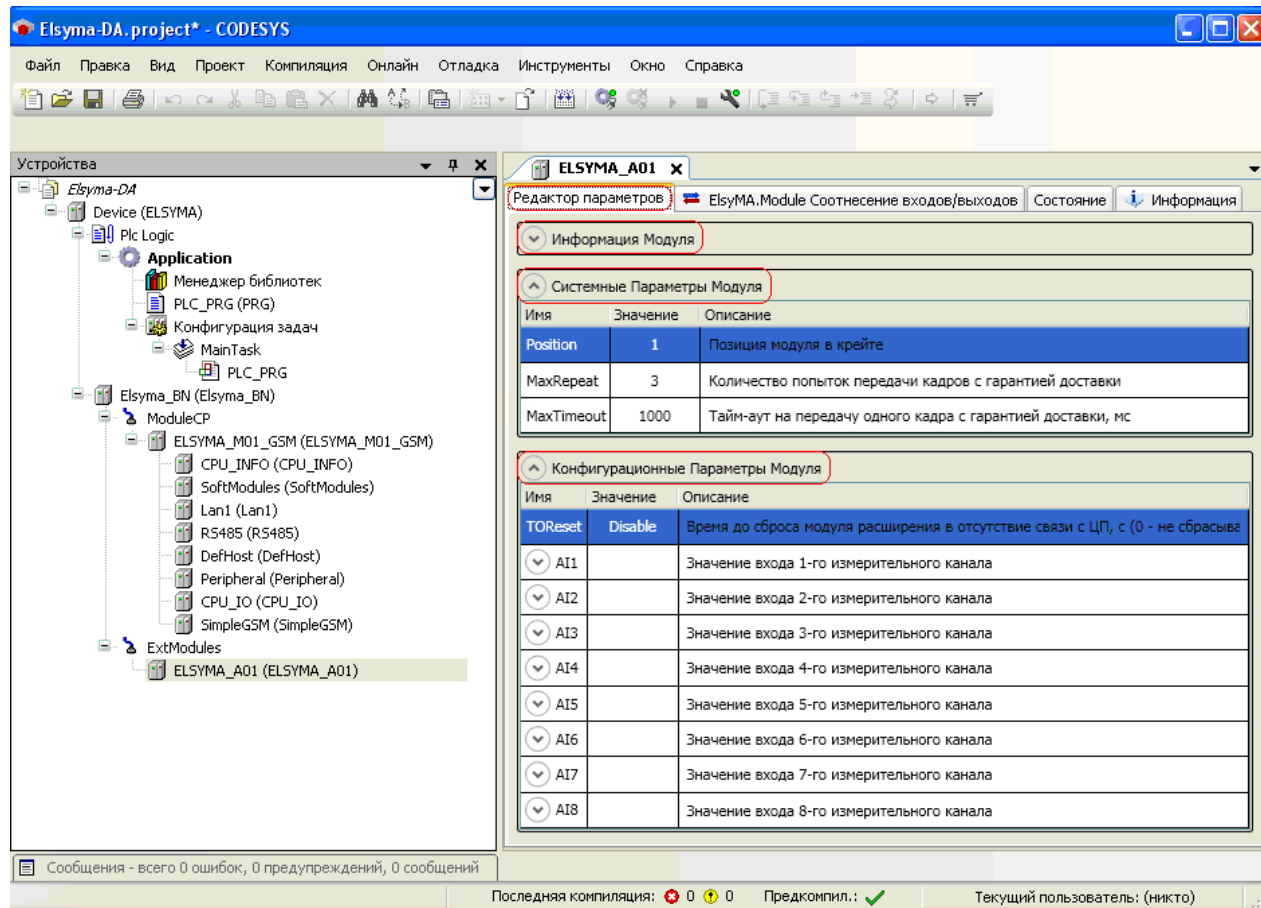 Elsyma-DA.project* - CODESYS
Файл Правка Вид Проект Компиляция Онлайн Отладка Инструменты Окно Справка
Устройства
Elsyma-DA
Device (ELSYMA)
Plc Logic
Application
Менеджер библиотек
PLC_PRG (PRG)
Конфигурация задач
MainTask
PLC_PRG
Elsyma_BN (Elsyma_BN)
ModuleCP
ELSYMA_M01_GSM (ELSYMA_M01_GSM)
CPU_INFO (CPU_INFO)
SoftModules (SoftModules)
Lan1 (Lan1)
RS485 (RS485)
DefHost (DefHost)
Peripheral (Peripheral)
CPU_IO (CPU_IO)
SimpleGSM (SimpleGSM)
ExtModules
ELSYMA_A01 (ELSYMA_A01)
ELSYMA_A01
Редактор параметров ElsyMA.Module Соотнесение входов/выходов Состояние Информация
Информация Модуля
Системные Параметры Модуля
Имя Значение Описание
Position 1 Позиция модуля в крейте
MaxRepeat 3 Количество попыток передачи кадров с гарантией доставки
MaxTimeout 1000 Тайм-аут на передачу одного кадра с гарантией доставки, мс
Конфигурационные Параметры Модуля
Имя Значение Описание
TOReset Disable Время до сброса модуля расширения в отсутствие связи с ЦП, с (0 - не сбрасыва
AI1 Значение входа 1-го измерительного канала
AI2 Значение входа 2-го измерительного канала
AI3 Значение входа 3-го измерительного канала
AI4 Значение входа 4-го измерительного канала
AI5 Значение входа 5-го измерительного канала
AI6 Значение входа 6-го измерительного канала
AI7 Значение входа 7-го измерительного канала
AI8 Значение входа 8-го измерительного канала
Сообщения - всего 0 ошибок, 0 предупреждений, 0 сообщений
Последняя компиляция: 0 0 Предкомпил.: Текущий пользователь: (никто)